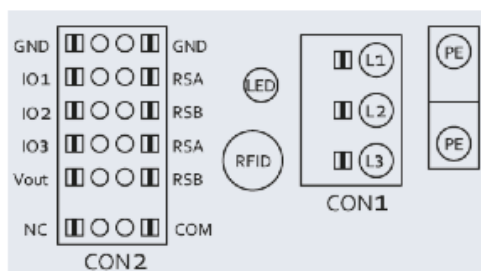 GND GND
IO1 RSA
IO2 RSB
IO3 RSA
Vout RSB
NC COM
CON2
LED
RFID
L1
L2
L3
CON1
PE
PE